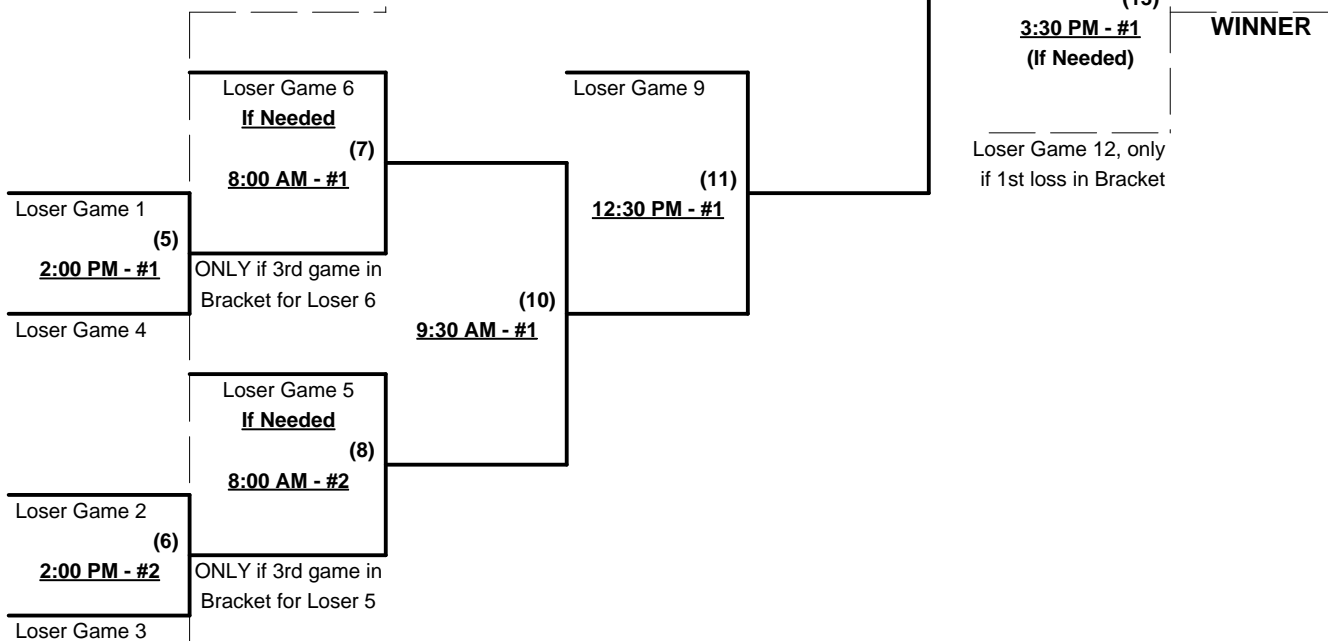 (13)
3:30 PM - #1
(If Needed)
WINNER
Loser Game 6
If Needed
(7)
8:00 AM - #1
Loser Game 9
Loser Game 12, only
if 1st loss in Bracket
(11)
12:30 PM - #1
Loser Game 1
(5)
2:00 PM - #1
Loser Game 4
ONLY if 3rd game in
Bracket for Loser 6
(10)
9:30 AM - #1
Loser Game 5
If Needed
(8)
8:00 AM - #2
Loser Game 2
(6)
2:00 PM - #2
Loser Game 3
ONLY if 3rd game in
Bracket for Loser 5